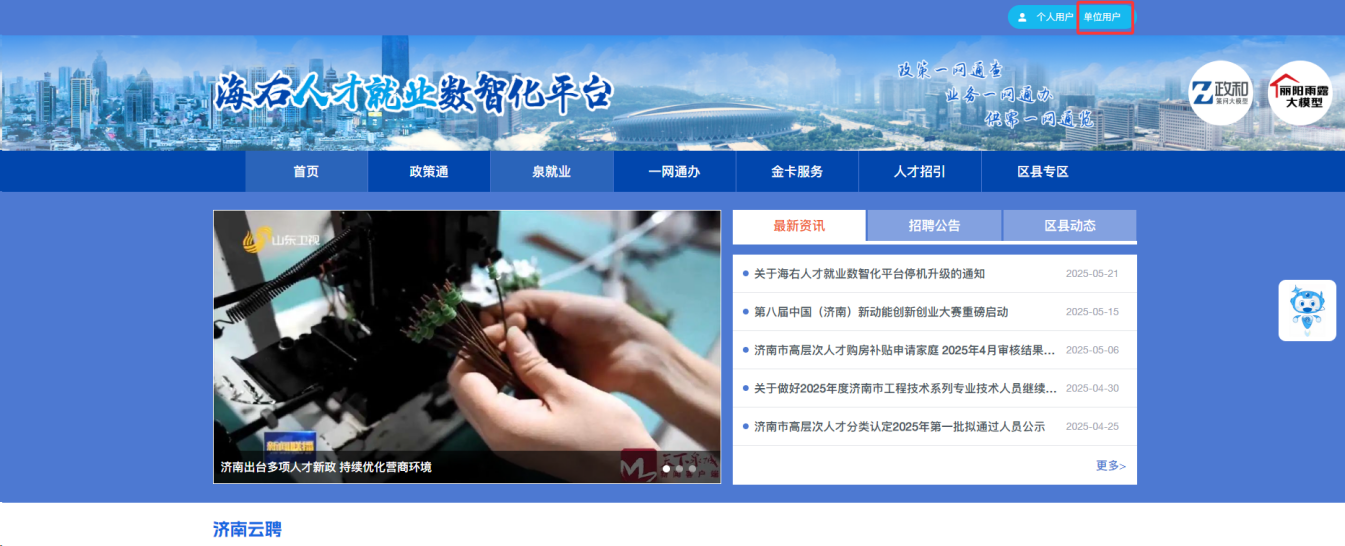 个人用户 单位用户
海右人才就业数智化平台
政策一网通查
业务一网通办
供需一网通览
政和
丽阳雨露
大模型
首页 政策通 泉就业 一网通办 金卡服务 人才招引 区县专区
山东卫视
新闻联播
济南出台多项人才新政 持续优化营商环境
最新资讯 招聘公告 区县动态
关于海右人才就业数智化平台停机升级的通知 2025-05-21
第八届中国（济南）新动能创新创业大赛重磅启动 2025-05-15
济南市高层次人才购房补贴申请家庭 2025年4月审核结果... 2025-05-06
关于做好2025年度济南市工程技术系列专业技术人员继续... 2025-04-30
济南市高层次人才分类认定2025年第一批拟通过人员公示 2025-04-25
更多>
济南云聘